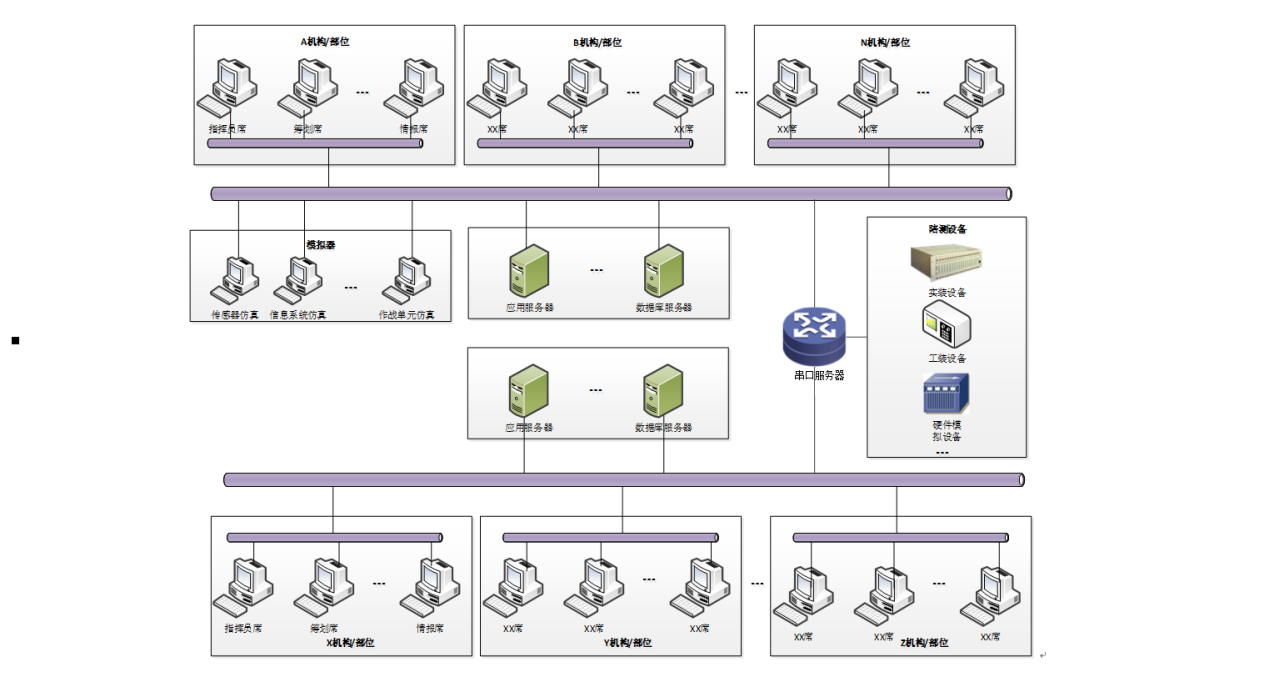 A机构/部位
B机构/部位
N机构/部位
---
---
---
---
---
指挥员席
筹划席
情报席
XX席
XX席
XX席
XX席
XX席
XX席
模拟器
传感器仿真
信息系统仿真
---
作战单元仿真
应用服务器
---
数据库服务器
陪测设备
实装设备
工装设备
硬件模
拟设备
---
串口服务器
应用服务器
---
数据库服务器
---
---
---
---
指挥员席
筹划席
情报席
X机构/部位
XX席
XX席
XX席
Y机构/部位
XX席
XX席
XX席
Z机构/部位